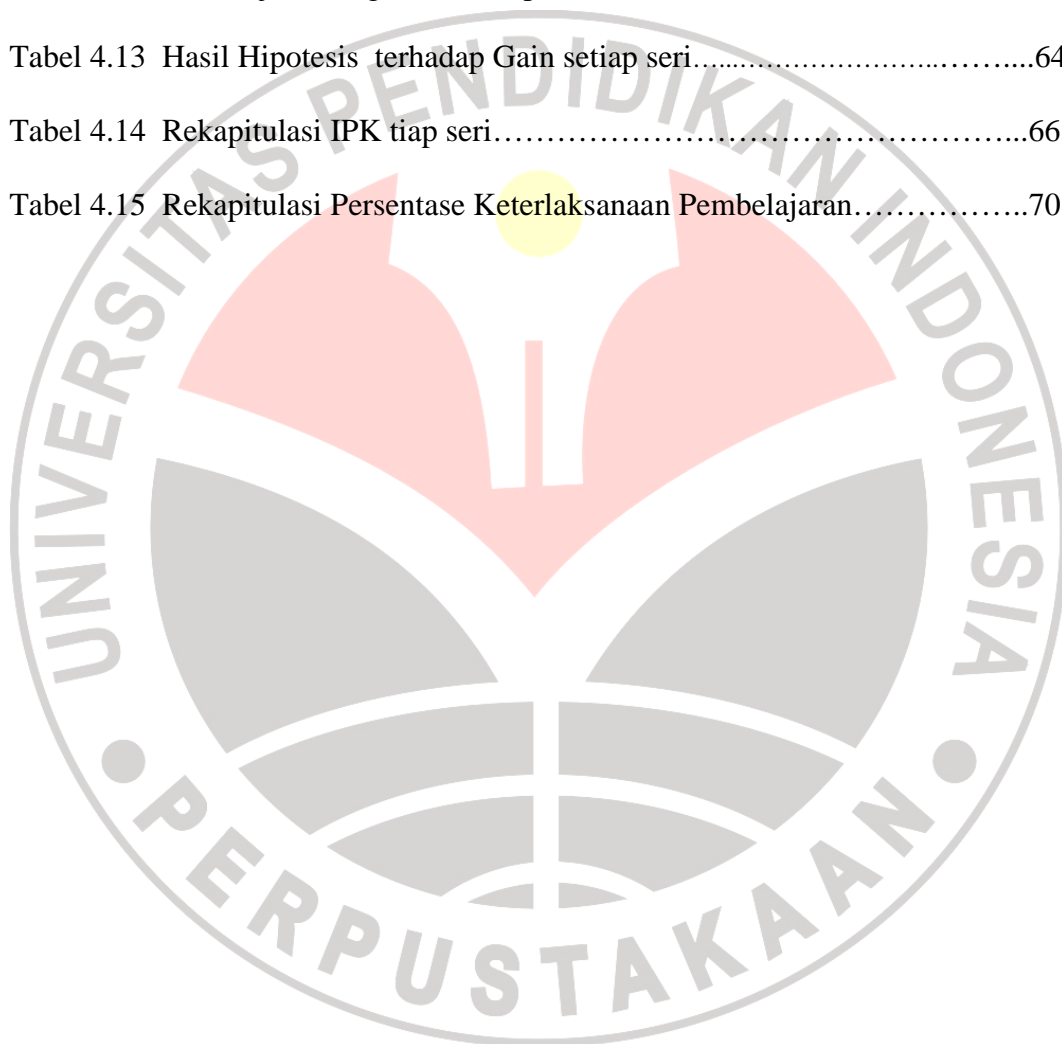 Tabel 4.13 Hasil Hipotesis terhadap Gain setiap seri…...……………………...……....64
Tabel 4.14 Rekapitulasi IPK tiap seri…………………………………………...66
Tabel 4.15 Rekapitulasi Persentase Keterlaksanaan Pembelajaran……………..70
UNIVERSITAS PENDIDIKAN INDONESIA
PERPUSTAKAAN